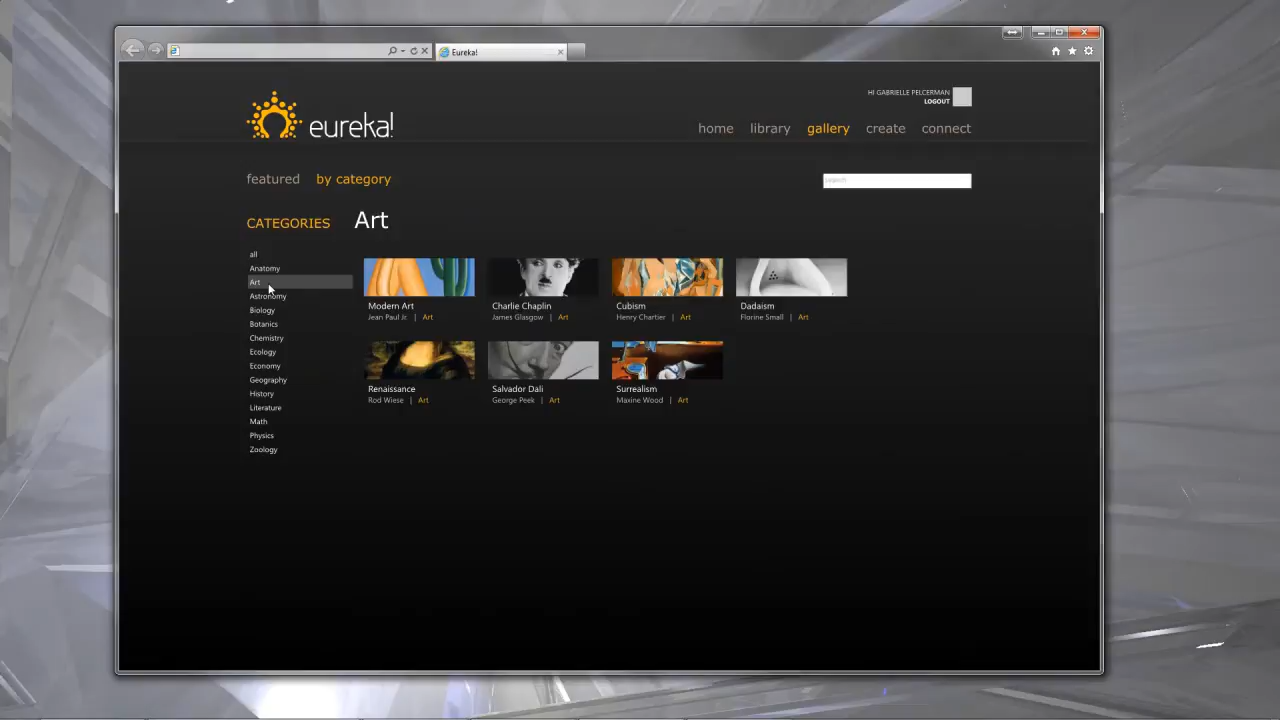 Eureka!
HI GABRIELLE PELCERMAN
LOGOUT
eureka!
home library gallery create connect
featured by category
search
CATEGORIES
Art
all
Anatomy
Art
Astronomy
Biology
Botanics
Chemistry
Ecology
Economy
Geography
History
Literature
Math
Physics
Zoology
Modern Art
Jean Paul Jr. | Art
Charlie Chaplin
James Glasgow | Art
Cubism
Henry Chartier | Art
Dadaism
Florine Small | Art
Renaissance
Rod Wiese | Art
Salvador Dali
George Peek | Art
Surrealism
Maxine Wood | Art